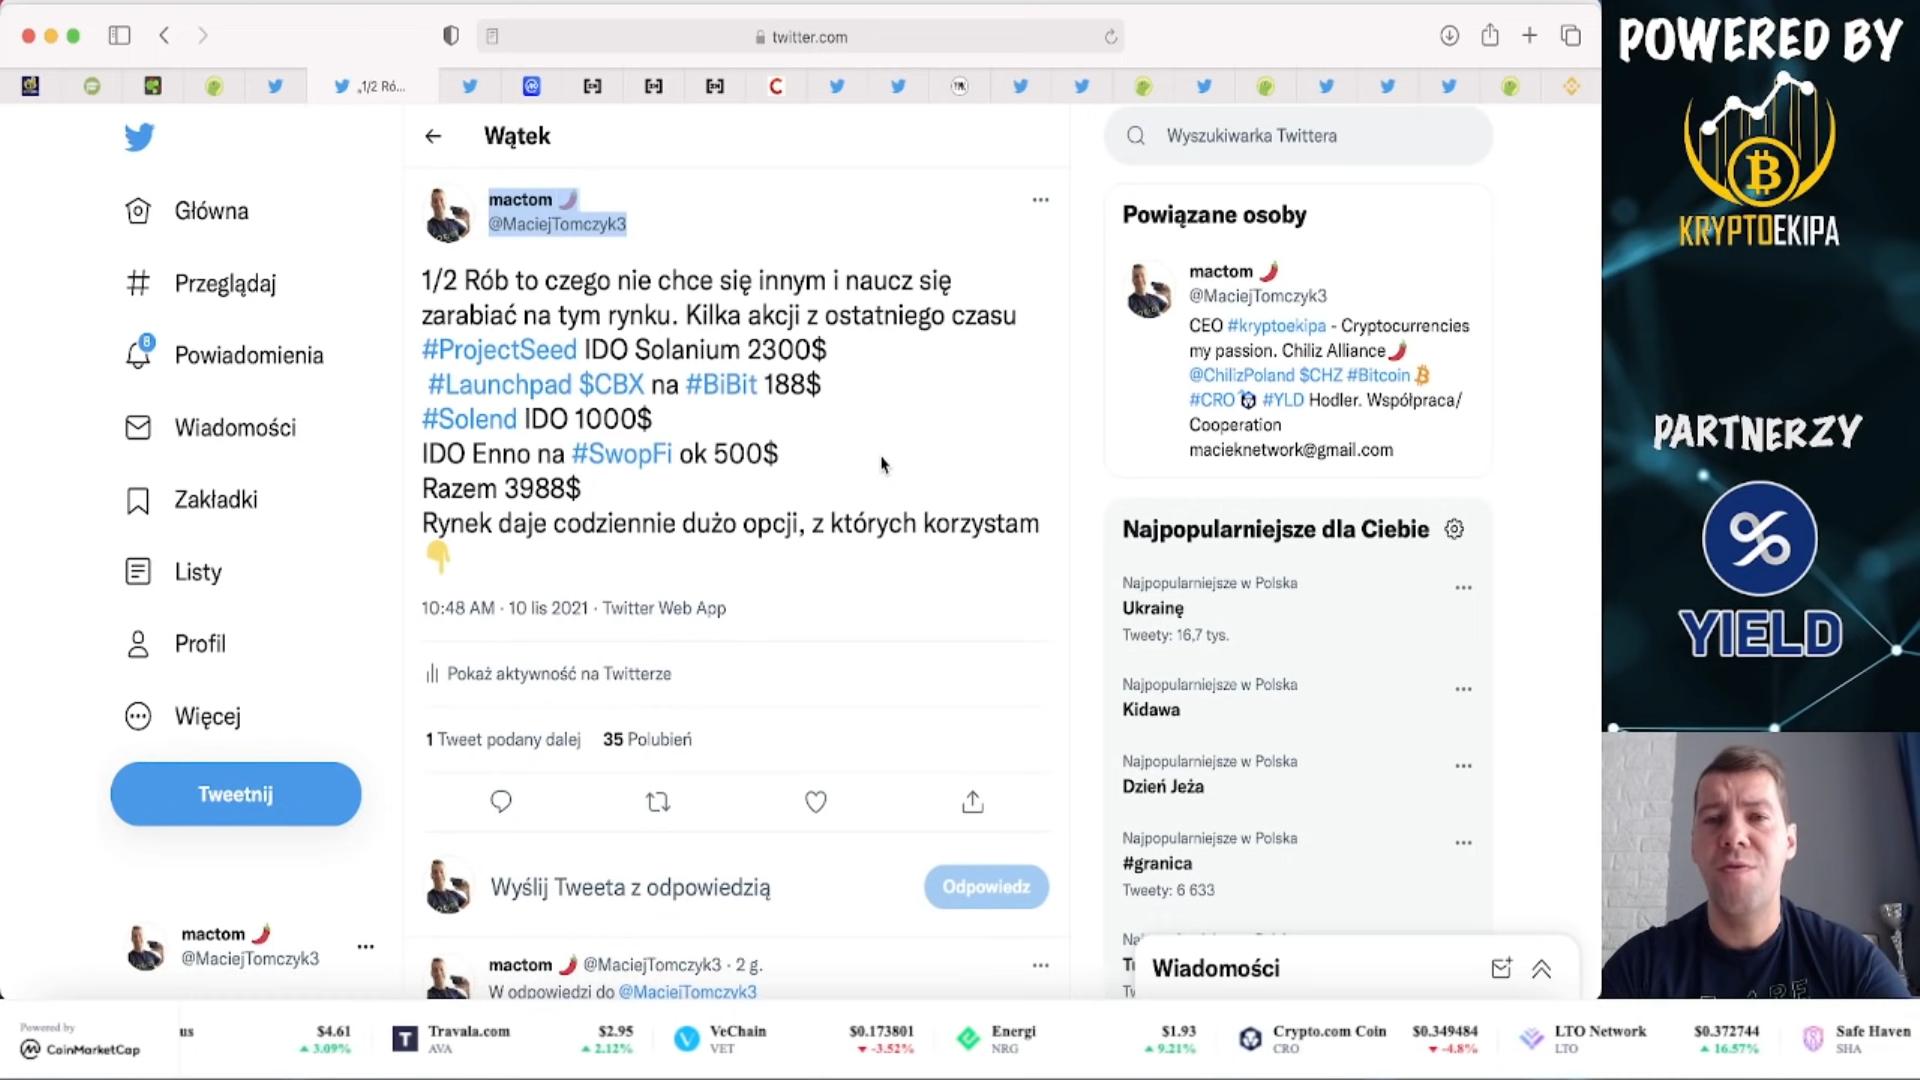 twitter.com
„1/2 Ró...
Główna
Przeglądaj
8
Powiadomienia
Wiadomości
Zakładki
Listy
Profil
Więcej
Tweetnij
mactom
@MaciejTomczyk3
Wątek
mactom
@MaciejTomczyk3
1/2 Rób to czego nie chce się innym i naucz się
zarabiać na tym rynku. Kilka akcji z ostatniego czasu
#ProjectSeed IDO Solanium 2300$
#Launchpad $CBX na #BiBit 188$
#Solend IDO 1000$
IDO Enno na #SwopFi ok 500$
Razem 3988$
Rynek daje codziennie dużo opcji, z których korzystam
10:48 AM · 10 lis 2021 · Twitter Web App
Pokaż aktywność na Twitterze
1 Tweet podany dalej 35 Polubień
Wyślij Tweeta z odpowiedzią
Odpowiedz
mactom @MaciejTomczyk3 · 2 g.
W odpowiedzi do @MaciejTomczyk3
Wyszukiwarka Twittera
Powiązane osoby
mactom
@MaciejTomczyk3
CEO #kryptoekipa - Cryptocurrencies
my passion. Chiliz Alliance
@ChilizPoland $CHZ #Bitcoin
#CRO #YLD Hodler. Współpraca/
Cooperation
macieknetwork@gmail.com
Najpopularniejsze dla Ciebie
Najpopularniejsze w Polska
Ukrainę
Tweety: 16,7 tys.
Najpopularniejsze w Polska
Kidawa
Najpopularniejsze w Polska
Dzień Jeża
Najpopularniejsze w Polska
#granica
Tweety: 6 633
Wiadomości
POWERED BY
KRYPTOEKIPA
PARTNERZY
YIELD
Powered by
CoinMarketCap
us
$4.61
3.09%
Travala.com
AVA
$2.95
2.12%
VeChain
VET
$0.173801
-3.52%
Energi
NRG
$1.93
9.21%
Crypto.com Coin
CRO
$0.349484
-4.8%
LTO Network
LTO
$0.372744
16.57%
Safe Haven
SHA